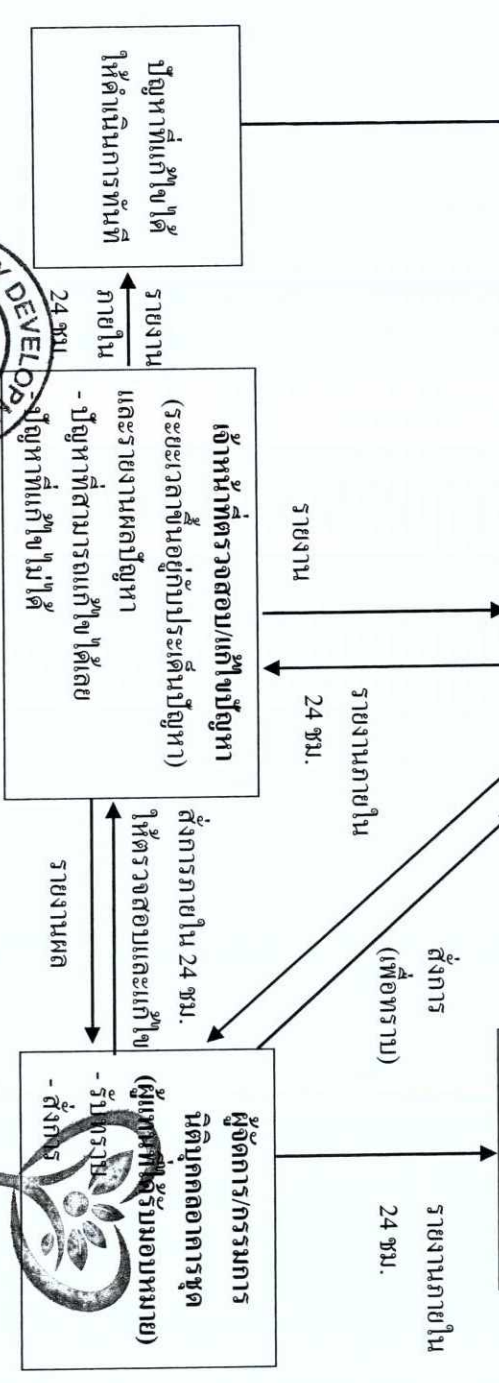 ปัญหาที่แก้ไขได้
ให้ดำเนินการทันที
รายงาน
ภายใน
24 ชม.
เจ้าหน้าที่ตรวจสอบ/แก้ไขปัญหา
(ระยะเวลาขึ้นอยู่กับประเด็นปัญหา)
และรายงานผลปัญหา
- ปัญหาที่สามารถแก้ไขได้เลย
- ปัญหาที่แก้ไขไม่ได้
รายงาน
รายงานภายใน
24 ชม.
สั่งการ
(เพื่อทราบ)
สั่งการภายใน 24 ชม.
ให้ตรวจสอบและแก้ไข
รายงานผล
ผู้จัดการ/กรรมการ
นิติบุคคลอาคารชุด
(ผู้แทนที่ได้รับมอบหมาย)
- รับทราบ
- สั่งการ
รายงานภายใน
24 ชม.